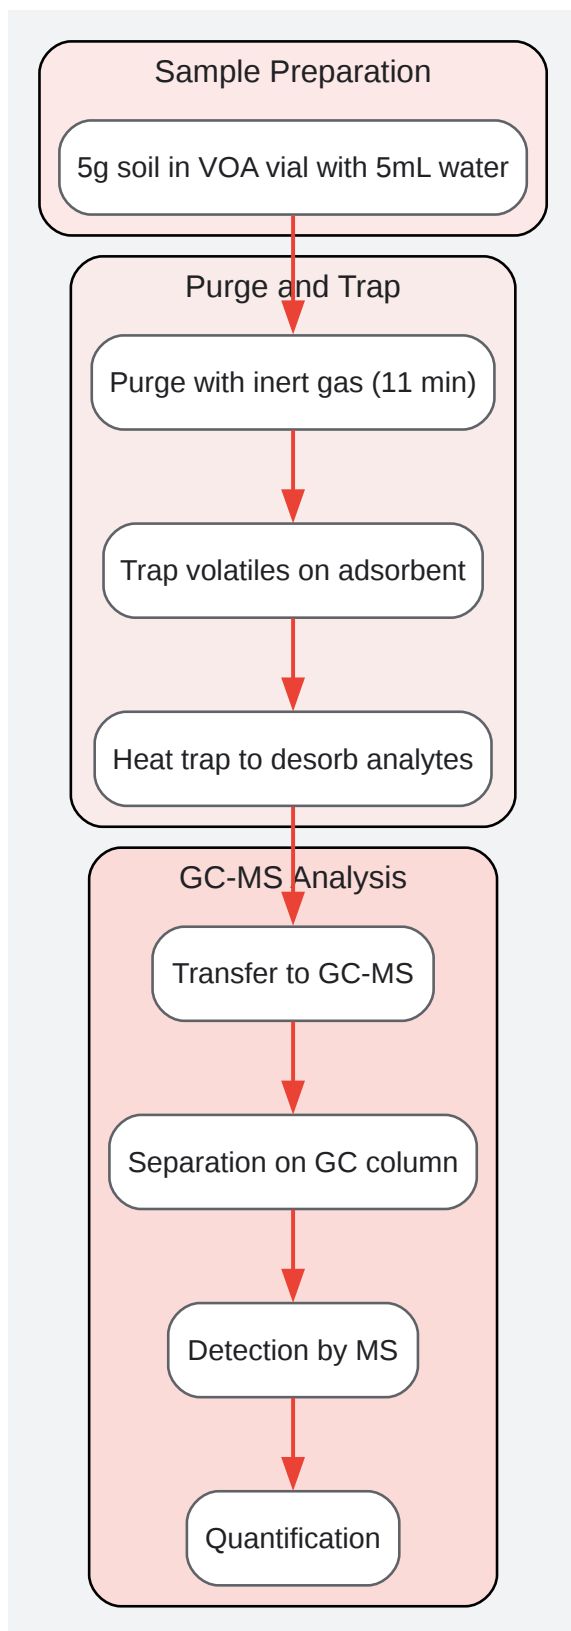 Sample Preparation
5g soil in VOA vial with 5mL water
Purge and Trap
Purge with inert gas (11 min)
Trap volatiles on adsorbent
Heat trap to desorb analytes
GC-MS Analysis
Transfer to GC-MS
Separation on GC column
Detection by MS
Quantification